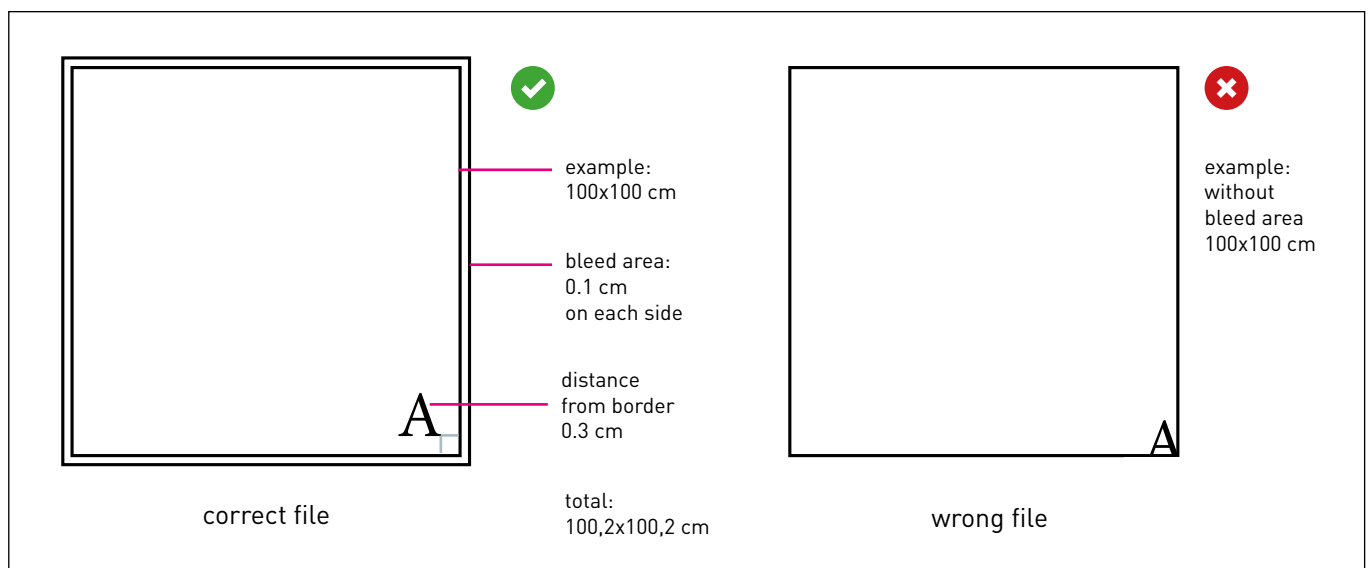 example:
100x100 cm
bleed area:
0.1 cm
on each side
A
distance
from border
0.3 cm
total:
100,2x100,2 cm
correct file
example:
without
bleed area
100x100 cm
A
wrong file